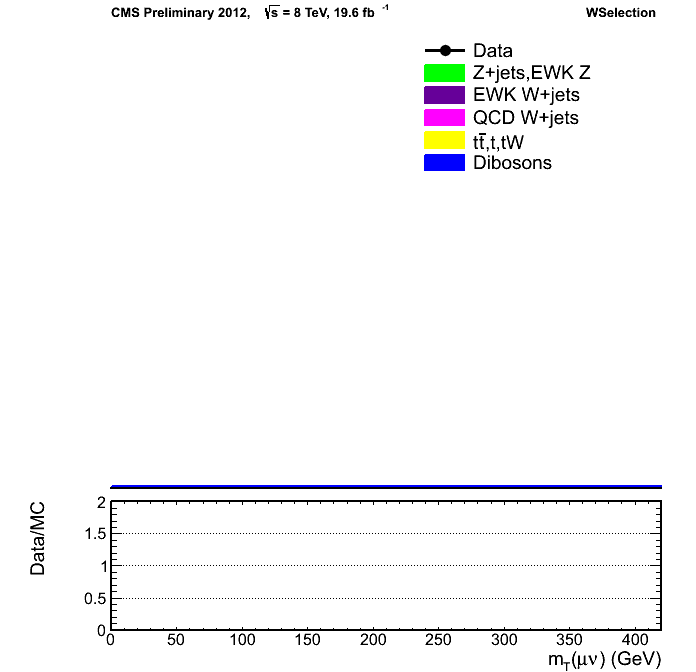 CMS Preliminary 2012, √s = 8 TeV, 19.6 fb⁻¹ WSelection
Data
Z+jets,EWK Z
EWK W+jets
QCD W+jets
tt̅,t,tW
Dibosons
Data/MC
2
1.5
1
0.5
0
0 50 100 150 200 250 300 350 400
m_T(μν) (GeV)